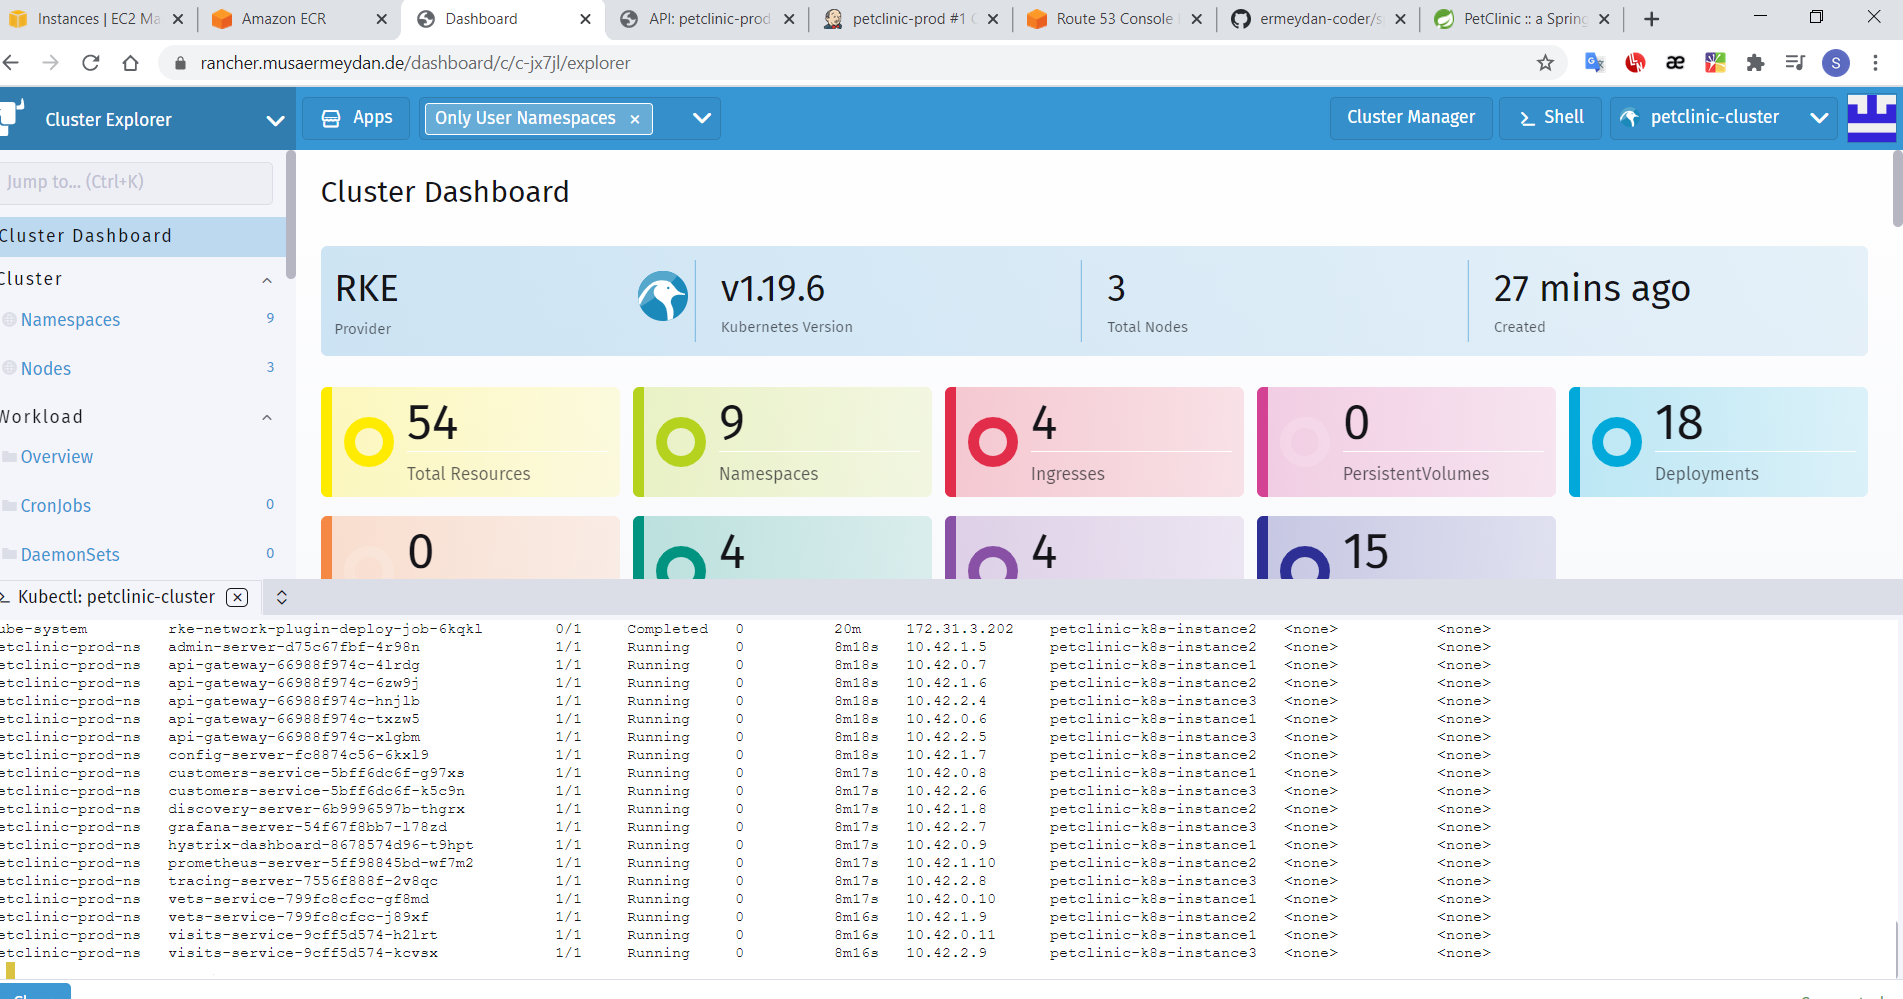 Instances | EC2 Ma
Amazon ECR
Dashboard
API: petclinic-prod
petclinic-prod #1 C
Route 53 Console
ermeydan-coder/s
PetClinic :: a Spring
rancher.musaermeydan.de/dashboard/c/c-jx7jl/explorer
S
Cluster Explorer
Apps
Only User Namespaces ×
Cluster Manager
Shell
petclinic-cluster
Jump to... (Ctrl+K)
Cluster Dashboard
Cluster
Namespaces 9
Nodes 3
Workload
Overview
CronJobs 0
DaemonSets 0
Cluster Dashboard
RKE
Provider
v1.19.6
Kubernetes Version
3
Total Nodes
27 mins ago
Created
54
Total Resources
9
Namespaces
4
Ingresses
0
PersistentVolumes
18
Deployments
0
4
4
15
Kubectl: petclinic-cluster
ube-system rke-network-plugin-deploy-job-6kqkl 0/1 Completed 0 20m 172.31.3.202 petclinic-k8s-instance2 <none> <none>
etclinic-prod-ns admin-server-d75c67fbf-4r98n 1/1 Running 0 8m18s 10.42.1.5 petclinic-k8s-instance2 <none> <none>
etclinic-prod-ns api-gateway-66988f974c-4lrdg 1/1 Running 0 8m18s 10.42.0.7 petclinic-k8s-instance1 <none> <none>
etclinic-prod-ns api-gateway-66988f974c-6zw9j 1/1 Running 0 8m18s 10.42.1.6 petclinic-k8s-instance2 <none> <none>
etclinic-prod-ns api-gateway-66988f974c-hnjlb 1/1 Running 0 8m18s 10.42.2.4 petclinic-k8s-instance3 <none> <none>
etclinic-prod-ns api-gateway-66988f974c-txzw5 1/1 Running 0 8m18s 10.42.0.6 petclinic-k8s-instance1 <none> <none>
etclinic-prod-ns api-gateway-66988f974c-xlgbm 1/1 Running 0 8m18s 10.42.2.5 petclinic-k8s-instance3 <none> <none>
etclinic-prod-ns config-server-fc8874c56-6kxl9 1/1 Running 0 8m18s 10.42.1.7 petclinic-k8s-instance2 <none> <none>
etclinic-prod-ns customers-service-5bff6dc6f-g97xs 1/1 Running 0 8m17s 10.42.0.8 petclinic-k8s-instance1 <none> <none>
etclinic-prod-ns customers-service-5bff6dc6f-k5c9n 1/1 Running 0 8m17s 10.42.2.6 petclinic-k8s-instance3 <none> <none>
etclinic-prod-ns discovery-server-6b9996597b-thgrx 1/1 Running 0 8m17s 10.42.1.8 petclinic-k8s-instance2 <none> <none>
etclinic-prod-ns grafana-server-54f67f8bb7-l78zd 1/1 Running 0 8m17s 10.42.2.7 petclinic-k8s-instance3 <none> <none>
etclinic-prod-ns hystrix-dashboard-8678574d96-t9hpt 1/1 Running 0 8m17s 10.42.0.9 petclinic-k8s-instance1 <none> <none>
etclinic-prod-ns prometheus-server-5ff98845bd-wf7m2 1/1 Running 0 8m17s 10.42.1.10 petclinic-k8s-instance2 <none> <none>
etclinic-prod-ns tracing-server-7556f888f-2v8qc 1/1 Running 0 8m17s 10.42.2.8 petclinic-k8s-instance3 <none> <none>
etclinic-prod-ns vets-service-799fc8cfcc-gf8md 1/1 Running 0 8m17s 10.42.0.10 petclinic-k8s-instance1 <none> <none>
etclinic-prod-ns vets-service-799fc8cfcc-j89xf 1/1 Running 0 8m16s 10.42.1.9 petclinic-k8s-instance2 <none> <none>
etclinic-prod-ns visits-service-9cff5d574-h2lrt 1/1 Running 0 8m16s 10.42.0.11 petclinic-k8s-instance1 <none> <none>
etclinic-prod-ns visits-service-9cff5d574-kcvsx 1/1 Running 0 8m16s 10.42.2.9 petclinic-k8s-instance3 <none> <none>